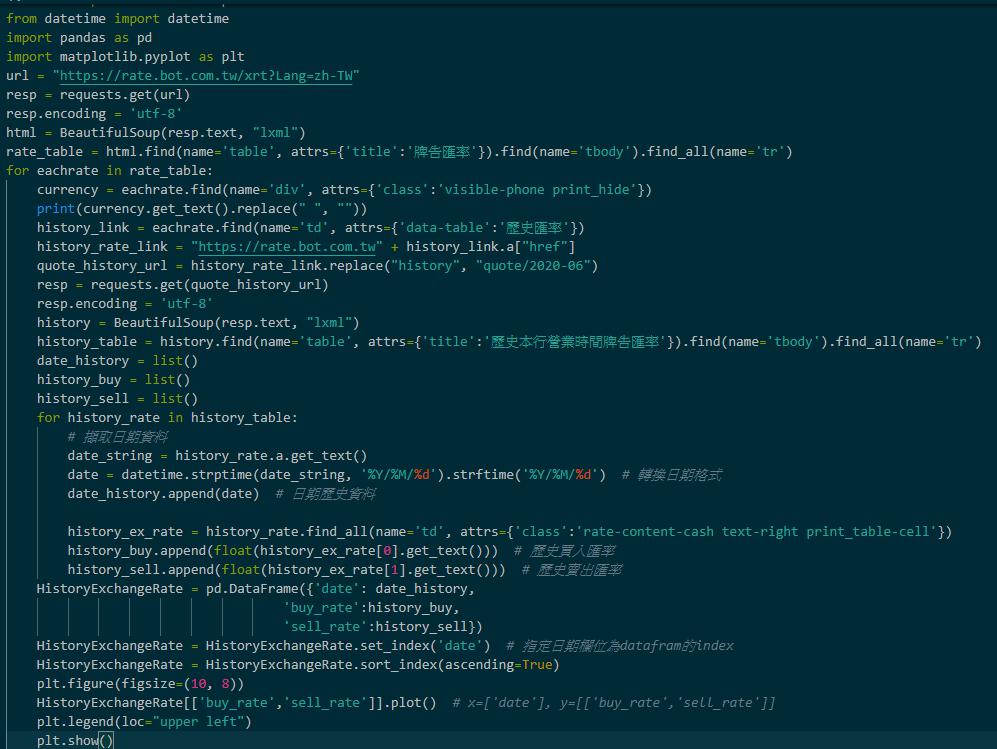 from datetime import datetime
import pandas as pd
import matplotlib.pyplot as plt
url = "https://rate.bot.com.tw/xrt?Lang=zh-TW"
resp = requests.get(url)
resp.encoding = 'utf-8'
html = BeautifulSoup(resp.text, "lxml")
rate_table = html.find(name='table', attrs={'title':'牌告匯率'}).find(name='tbody').find_all(name='tr')
for eachrate in rate_table:
    currency = eachrate.find(name='div', attrs={'class':'visible-phone print_hide'})
    print(currency.get_text().replace(" ", ""))
    history_link = eachrate.find(name='td', attrs={'data-table':'歷史匯率'})
    history_rate_link = "https://rate.bot.com.tw" + history_link.a["href"]
    quote_history_url = history_rate_link.replace("history", "quote/2020-06")
    resp = requests.get(quote_history_url)
    resp.encoding = 'utf-8'
    history = BeautifulSoup(resp.text, "lxml")
    history_table = history.find(name='table', attrs={'title':'歷史本行營業時間牌告匯率'}).find(name='tbody').find_all(name='tr')
    date_history = list()
    history_buy = list()
    history_sell = list()
    for history_rate in history_table:
        # 擷取日期資料
        date_string = history_rate.a.get_text()
        date = datetime.strptime(date_string, '%Y/%M/%d').strftime('%Y/%M/%d')  # 轉換日期格式
        date_history.append(date)  # 日期歷史資料
        history_ex_rate = history_rate.find_all(name='td', attrs={'class':'rate-content-cash text-right print_table-cell'})
        history_buy.append(float(history_ex_rate[0].get_text()))  # 歷史買入匯率
        history_sell.append(float(history_ex_rate[1].get_text()))  # 歷史賣出匯率
    HistoryExchangeRate = pd.DataFrame({'date': date_history,
                                'buy_rate':history_buy,
                                'sell_rate':history_sell})
    HistoryExchangeRate = HistoryExchangeRate.set_index('date')  # 指定日期欄位為datafram的index
    HistoryExchangeRate = HistoryExchangeRate.sort_index(ascending=True)
    plt.figure(figsize=(10, 8))
    HistoryExchangeRate[['buy_rate','sell_rate']].plot()  # x=['date'], y=[['buy_rate','sell_rate']]
    plt.legend(loc="upper left")
    plt.show()